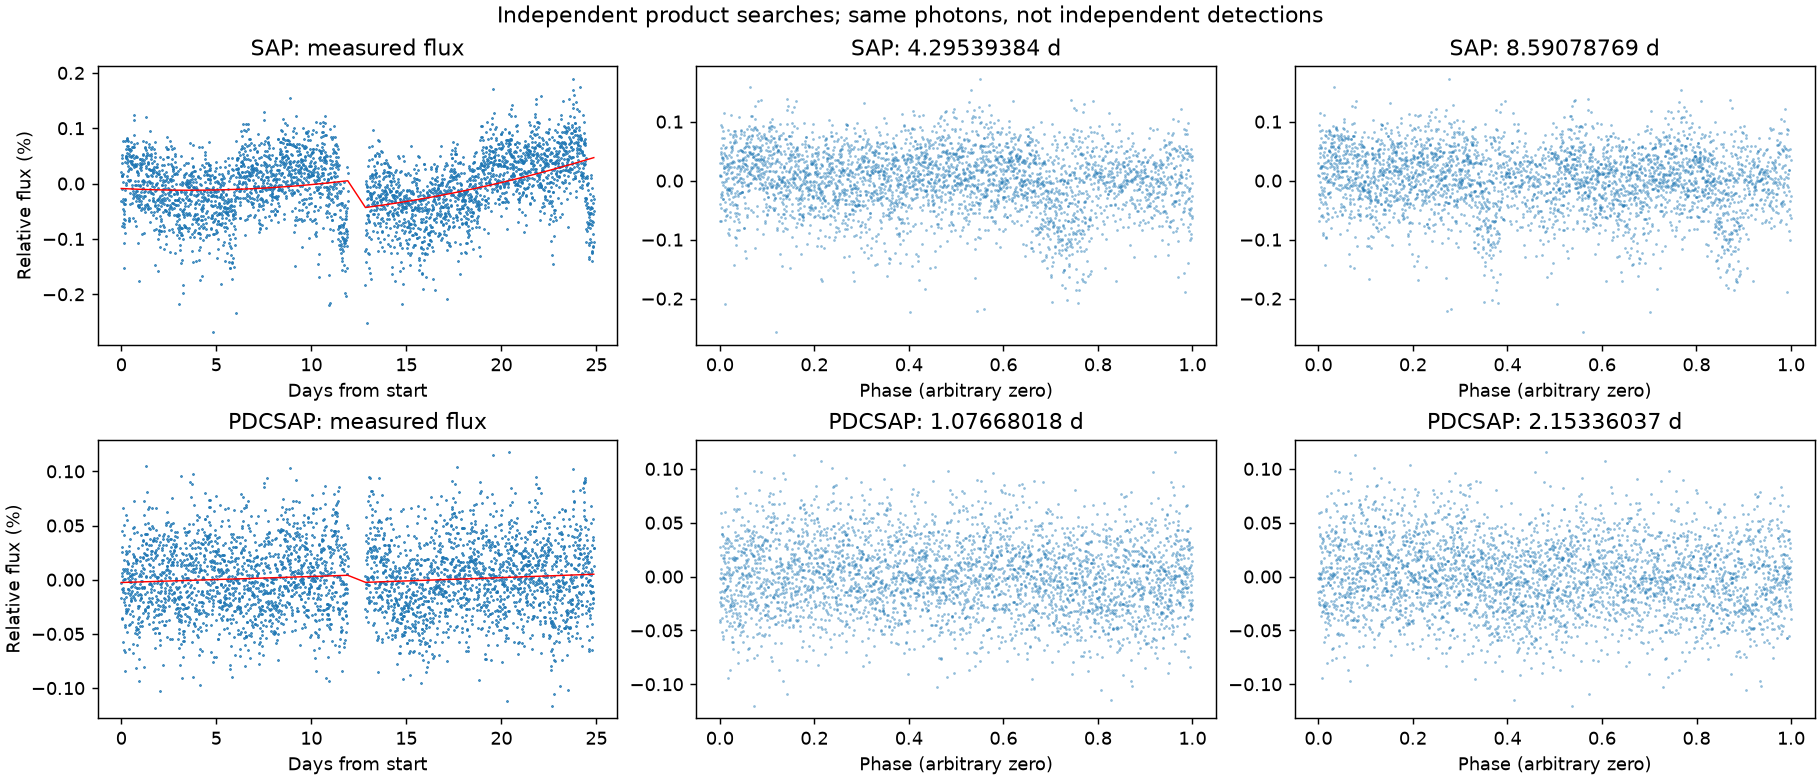 Independent product searches; same photons, not independent detections
SAP: measured flux
SAP: 4.29539384 d
SAP: 8.59078769 d
Relative flux (%)
0.2
0.1
0.0
−0.1
−0.2
0 5 10 15 20 25
Days from start
0.1
0.0
−0.1
−0.2
0.0 0.2 0.4 0.6 0.8 1.0
Phase (arbitrary zero)
0.1
0.0
−0.1
−0.2
0.0 0.2 0.4 0.6 0.8 1.0
Phase (arbitrary zero)
PDCSAP: measured flux
PDCSAP: 1.07668018 d
PDCSAP: 2.15336037 d
Relative flux (%)
0.10
0.05
0.00
−0.05
−0.10
0 5 10 15 20 25
Days from start
0.10
0.05
0.00
−0.05
−0.10
0.0 0.2 0.4 0.6 0.8 1.0
Phase (arbitrary zero)
0.10
0.05
0.00
−0.05
−0.10
0.0 0.2 0.4 0.6 0.8 1.0
Phase (arbitrary zero)